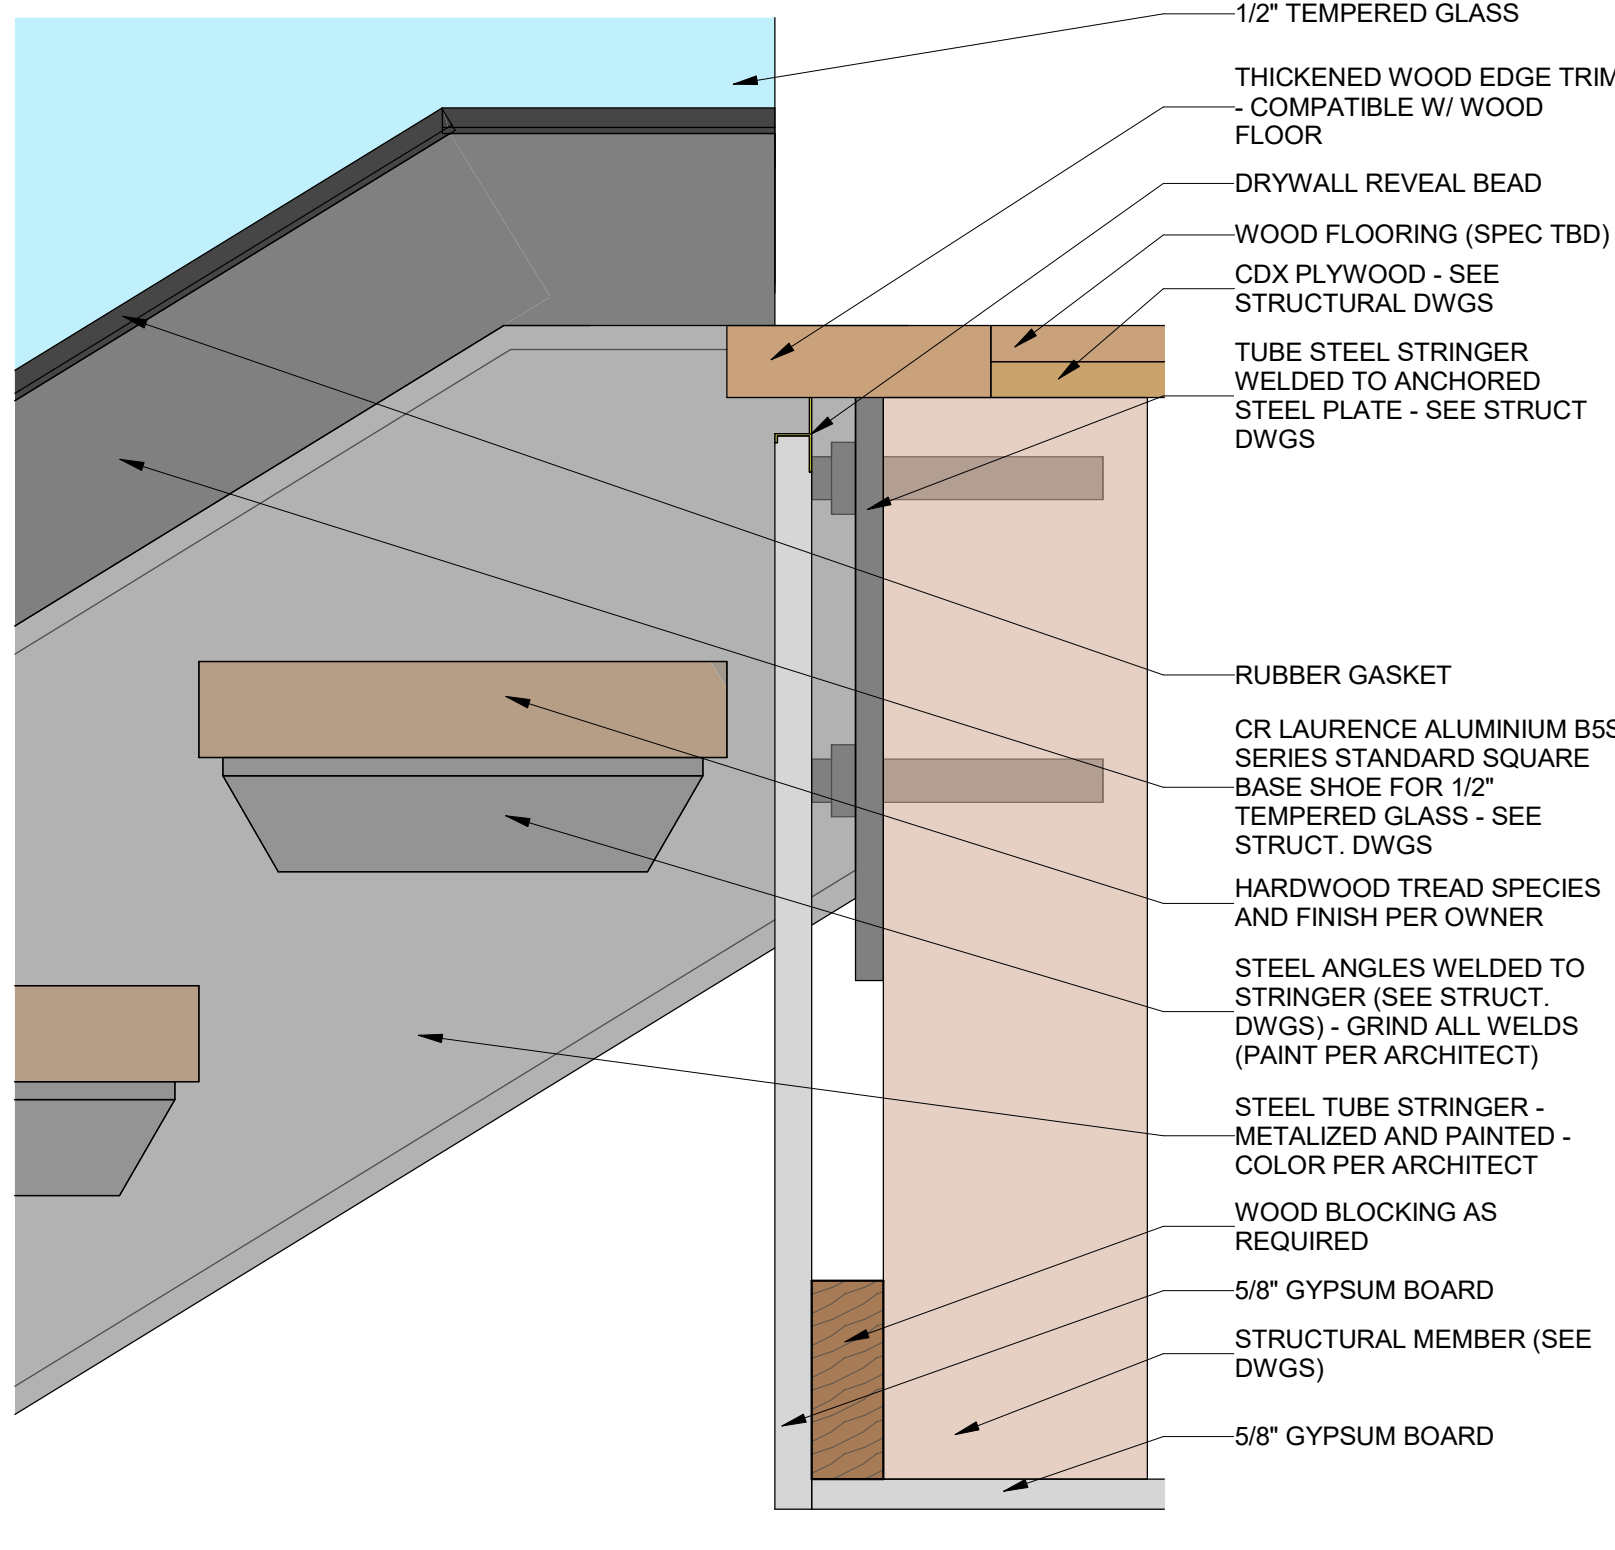 1/2" TEMPERED GLASS
THICKENED WOOD EDGE TRIM
- COMPATIBLE W/ WOOD
FLOOR
DRYWALL REVEAL BEAD
WOOD FLOORING (SPEC TBD)
CDX PLYWOOD - SEE
STRUCTURAL DWGS
TUBE STEEL STRINGER
WELDED TO ANCHORED
STEEL PLATE - SEE STRUCT
DWGS
RUBBER GASKET
CR LAURENCE ALUMINIUM B5S
SERIES STANDARD SQUARE
BASE SHOE FOR 1/2"
TEMPERED GLASS - SEE
STRUCT. DWGS
HARDWOOD TREAD SPECIES
AND FINISH PER OWNER
STEEL ANGLES WELDED TO
STRINGER (SEE STRUCT.
DWGS) - GRIND ALL WELDS
(PAINT PER ARCHITECT)
STEEL TUBE STRINGER -
METALIZED AND PAINTED -
COLOR PER ARCHITECT
WOOD BLOCKING AS
REQUIRED
5/8" GYPSUM BOARD
STRUCTURAL MEMBER (SEE
DWGS)
5/8" GYPSUM BOARD